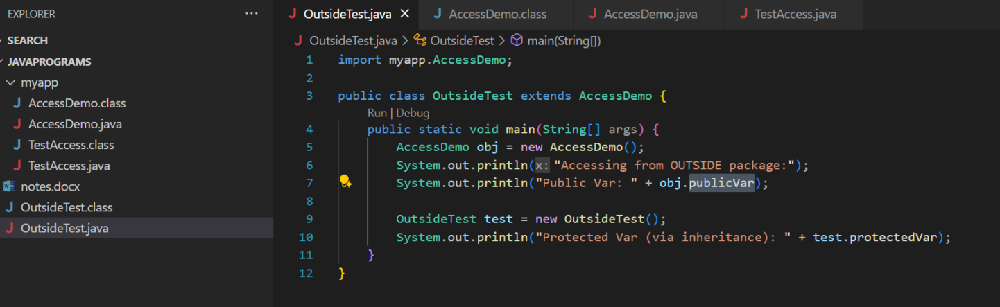 EXPLORER ···
SEARCH
JAVAPROGRAMS
myapp
J AccessDemo.class
J AccessDemo.java
J TestAccess.class
J TestAccess.java
notes.docx
J OutsideTest.class
J OutsideTest.java
J OutsideTest.java × J AccessDemo.class J AccessDemo.java J TestAccess.java
J OutsideTest.java > OutsideTest > main(String[])
1 import myapp.AccessDemo;
2
3 public class OutsideTest extends AccessDemo {
Run | Debug
4 public static void main(String[] args) {
5 AccessDemo obj = new AccessDemo();
6 System.out.println(x: "Accessing from OUTSIDE package:");
7 System.out.println("Public Var: " + obj.publicVar);
8
9 OutsideTest test = new OutsideTest();
10 System.out.println("Protected Var (via inheritance): " + test.protectedVar);
11 }
12 }